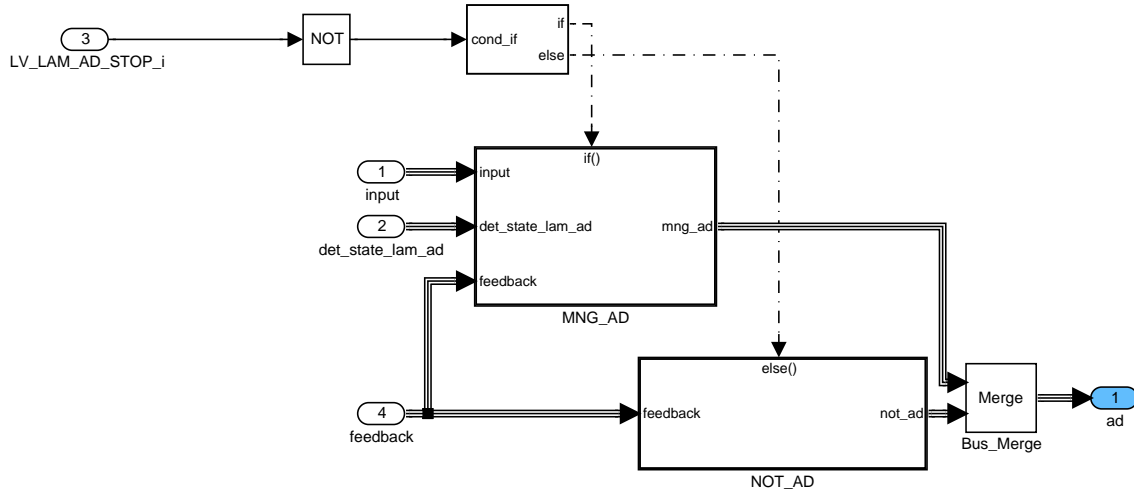 3
LV_LAM_AD_STOP_i
NOT
cond_if
if
else
if()
1
input
input
2
det_state_lam_ad
det_state_lam_ad
mng_ad
feedback
MNG_AD
else()
4
feedback
feedback
not_ad
NOT_AD
Merge
Bus_Merge
1
ad